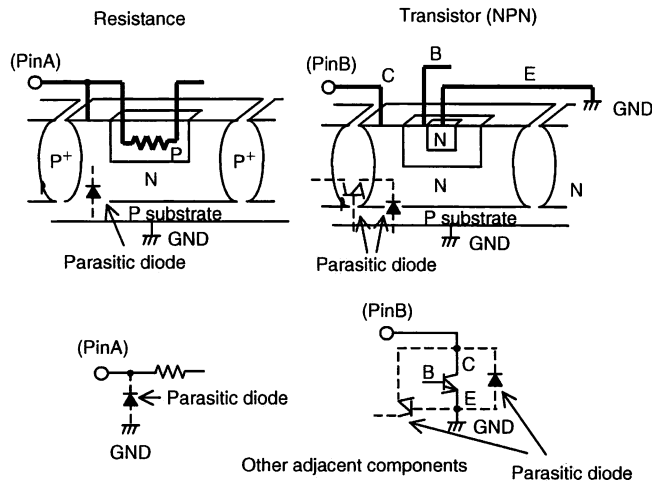 Resistance
Transistor (NPN)
(PinA)
P+
P
N
P+
P substrate
GND
Parasitic diode
(PinB)
C
B
E
GND
N
N
N
P substrate
GND
Parasitic diode
(PinA)
Parasitic diode
GND
(PinB)
C
B
E
GND
Other adjacent components
Parasitic diode